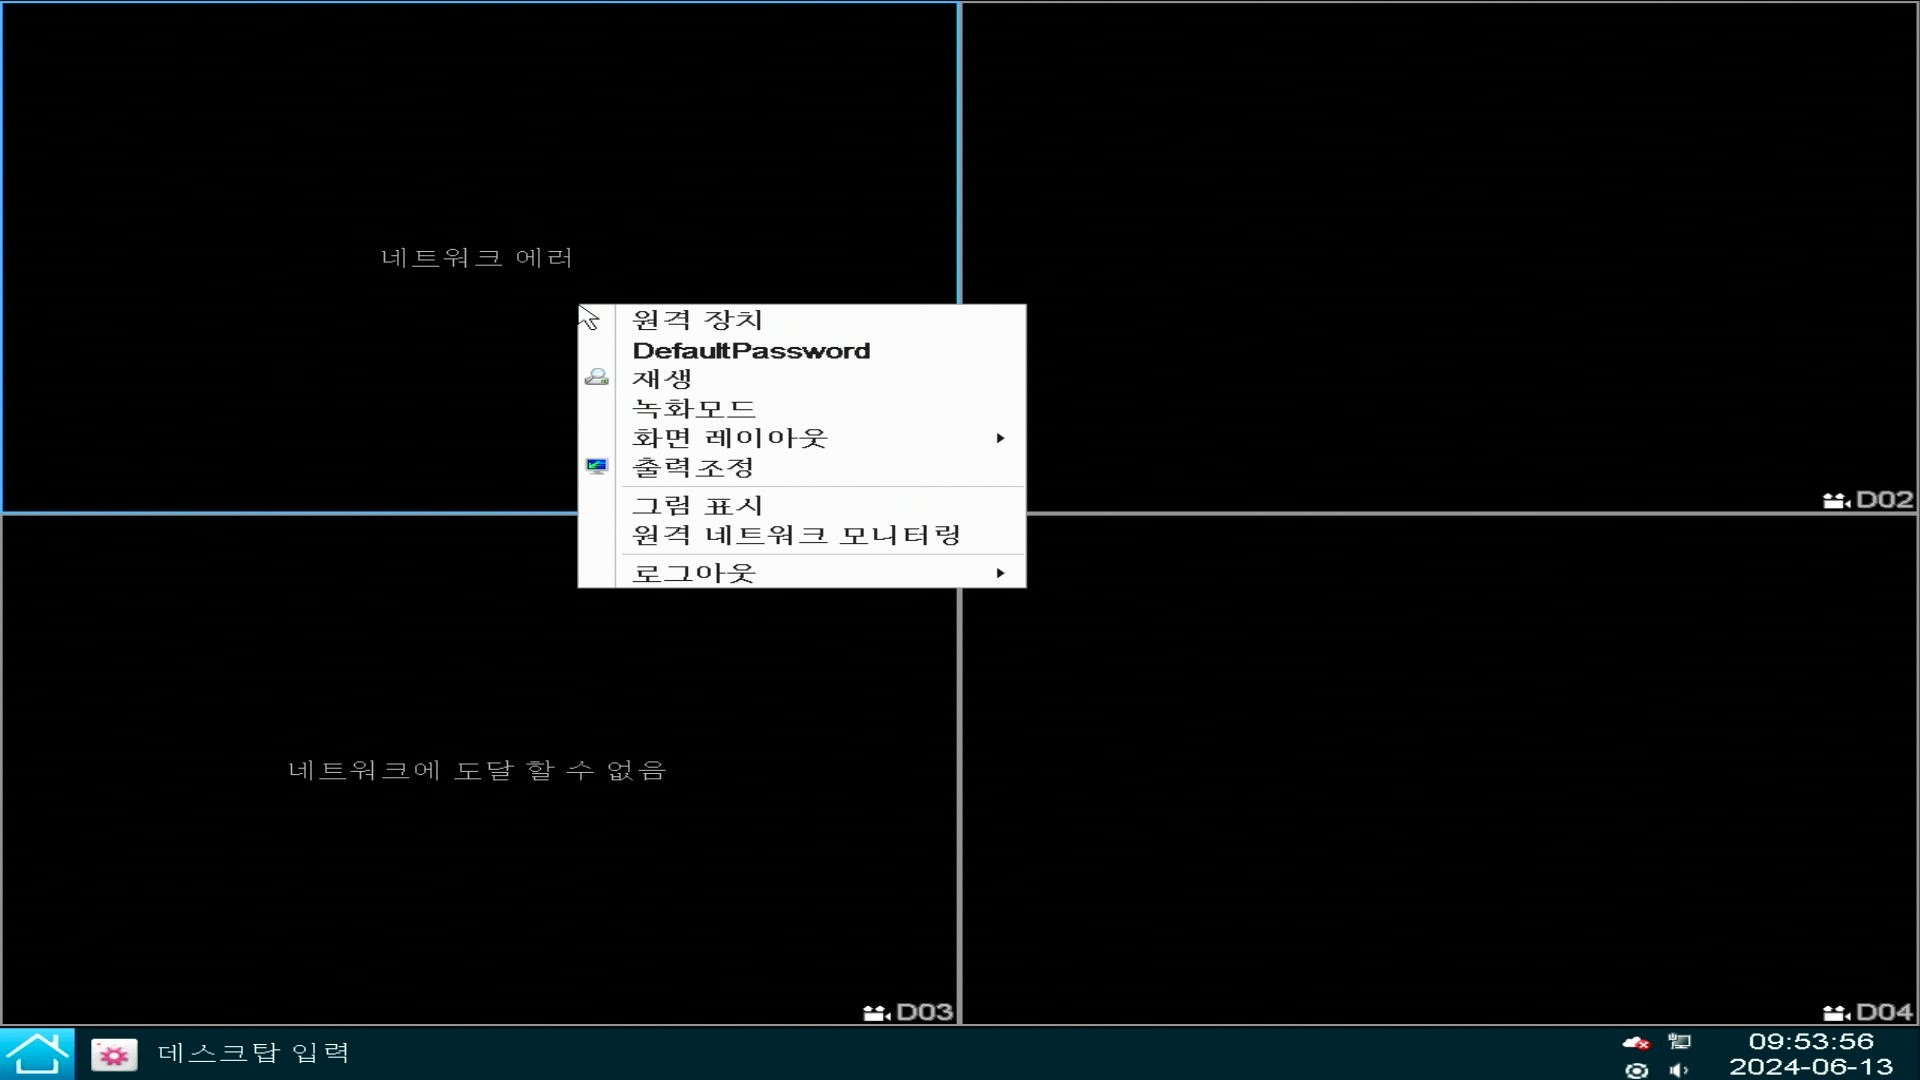 네트워크 에러
원격 장치
DefaultPassword
재생
녹화모드
화면 레이아웃
출력조정
그림 표시
원격 네트워크 모니터링
로그아웃
D02
네트워크에 도달 할 수 없음
D03
D04
데스크탑 입력
09:53:56
2024-06-13